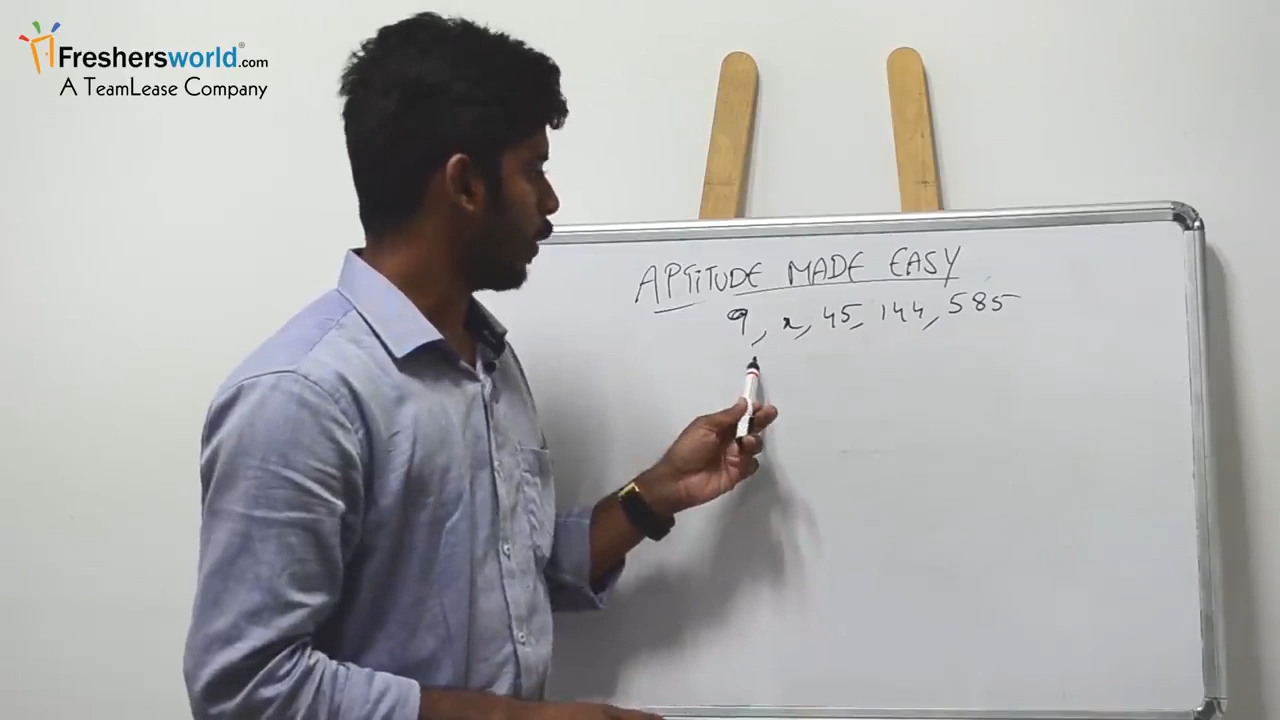 Freshersworld.com
A TeamLease Company
APTITUDE MADE EASY
9, x, 45, 144, 585